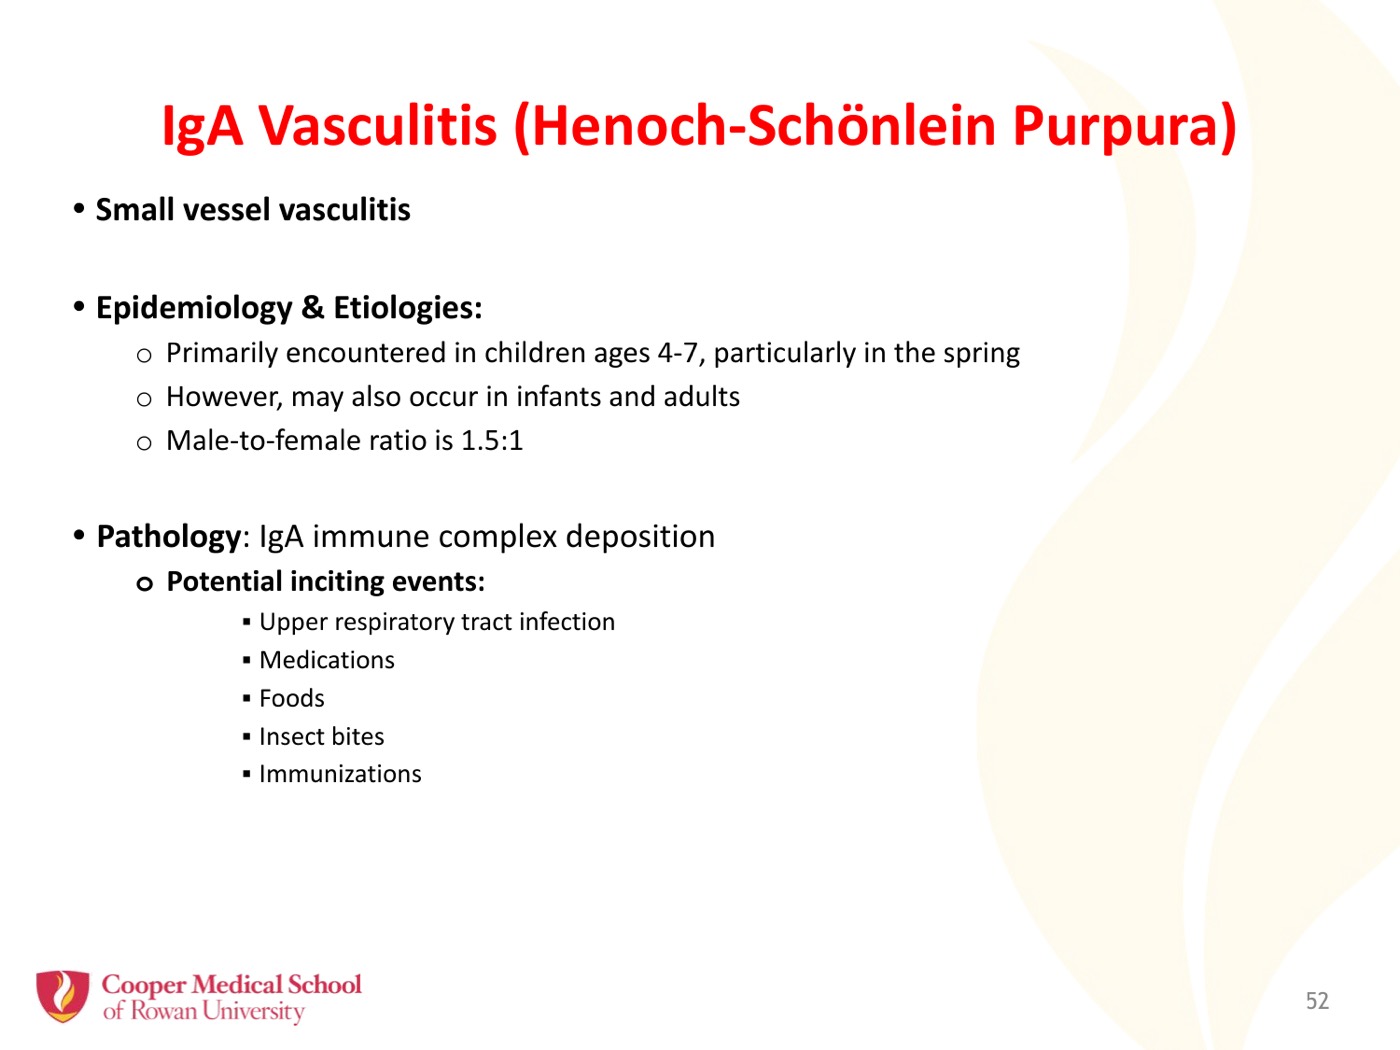 IgA Vasculitis (Henoch-Schönlein Purpura)
• Small vessel vasculitis
• Epidemiology & Etiologies:
o Primarily encountered in children ages 4-7, particularly in the spring
o However, may also occur in infants and adults
o Male-to-female ratio is 1.5:1
• Pathology: IgA immune complex deposition
o Potential inciting events:
▪ Upper respiratory tract infection
▪ Medications
▪ Foods
▪ Insect bites
▪ Immunizations
Cooper Medical School
of Rowan University
52